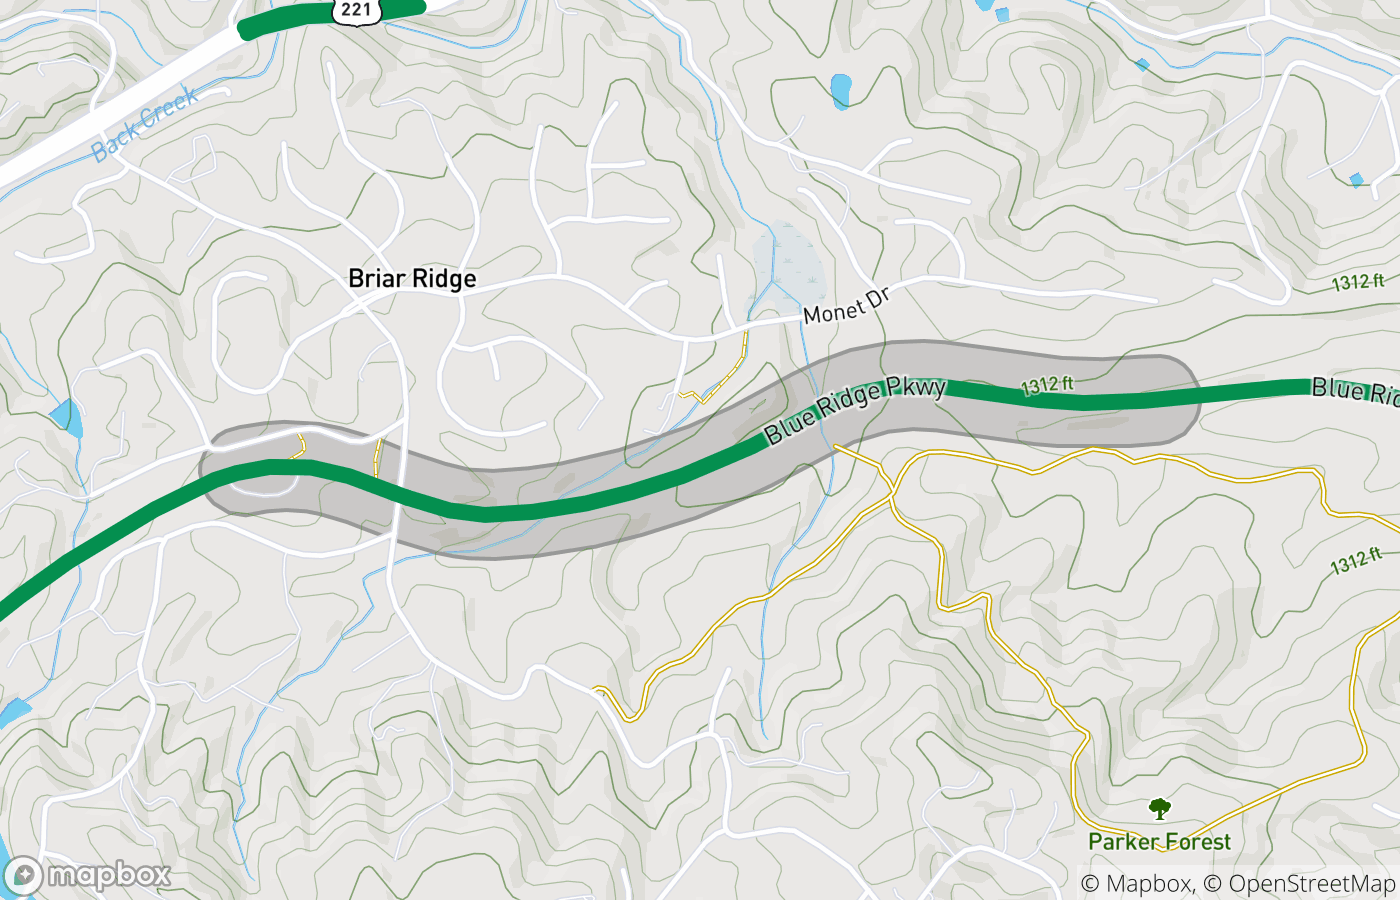 221
Back Creek
Briar Ridge
1312 ft
Monet Dr
Blue Ridge Pkwy
1312 ft
Blue Rid
1312 ft
Parker Forest
mapbox
© Mapbox, © OpenStreetMap